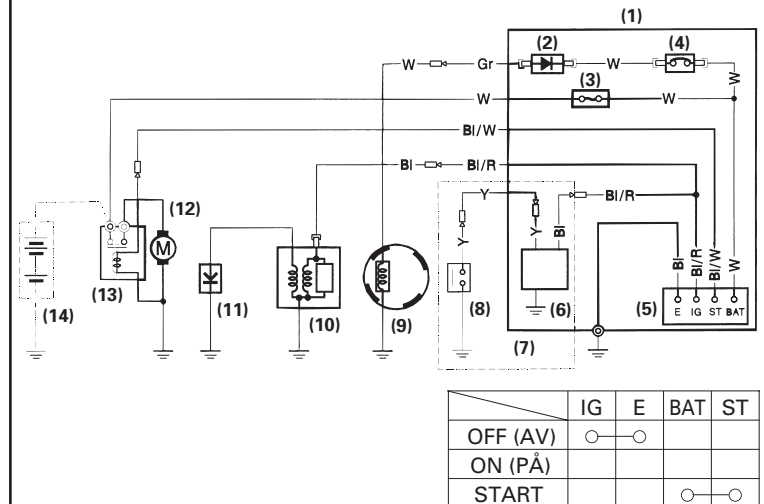 (1)
(2)
(4)
W
Gr
W
W
(3)
W
W
Bl/W
Bl
Bl/R
(12)
Y
Y
Y
Bl
Bl/R
Bl
Bl/R
Bl/W
W
M
(13)
(14)
(11)
(10)
(9)
(8)
(6)
(7)
(5)
E IG ST BAT
IG E BAT ST
OFF (AV)
ON (PÅ)
START